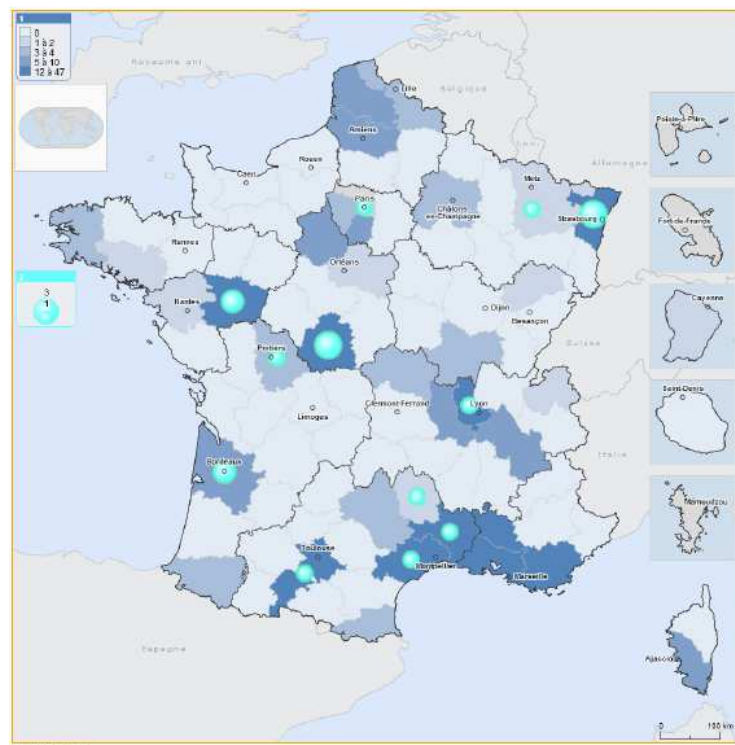 1
0
1 à 2
3 à 4
5 à 10
12 à 47
Royaume uni
Lille
Belgique
Amiens
Pointe-à-Pitre
Rouen
Caen
Metz
Allemagne
Paris
Châlons
en-Champagne
Strasbourg
Fort-de-France
Rennes
Orléans
3
1
Nantes
Dijon
Besançon
Cayenne
Suisse
Poitiers
Saint-Denis
Limoges
Clermont-Ferrand
Lyon
Italie
Bordeaux
Mamoudzou
Toulouse
Montpellier
Marseille
Espagne
Ajaccio
0 100 km